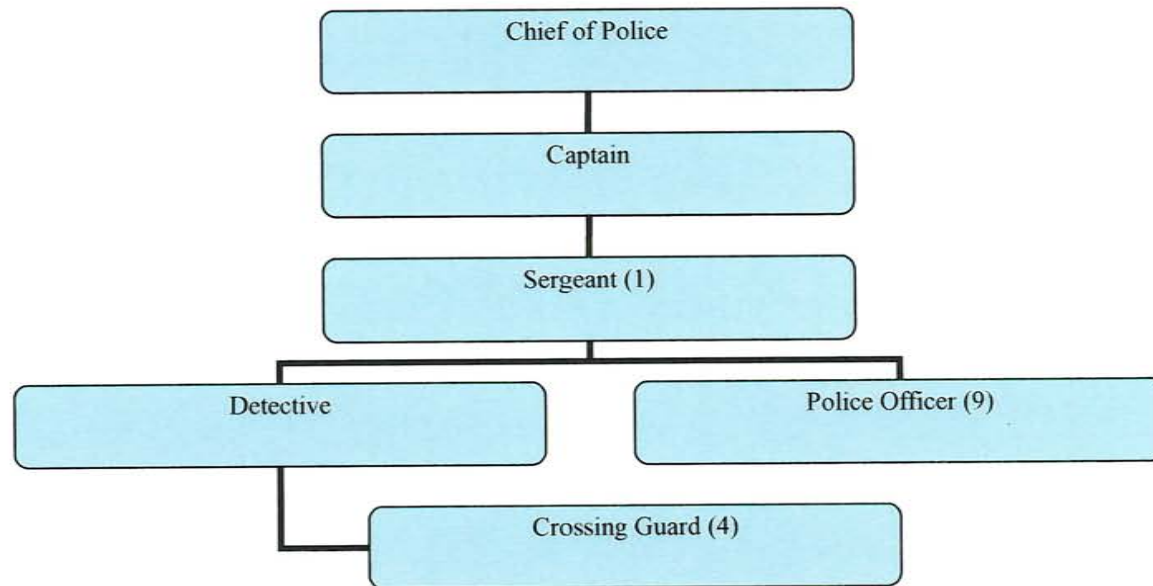 Chief of Police
Captain
Sergeant (1)
Detective
Police Officer (9)
Crossing Guard (4)